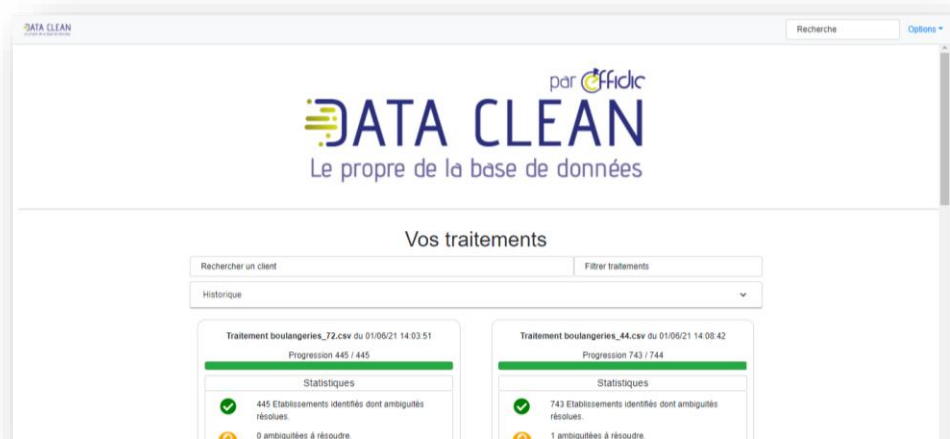 DATA CLEAN
Recherche
Options
par effidic
DATA CLEAN
Le propre de la base de données
Vos traitements
Rechercher un client
Filtrer traitements
Historique
Traitement boulangeries_72.csv du 01/06/21 14:03:51
Progression 445 / 445
Statistiques
445 Etablissements identifiés dont ambiguités
résolues.
0 ambiguitées à résoudre.
Traitement boulangeries_44.csv du 01/06/21 14:08:42
Progression 743 / 744
Statistiques
743 Etablissements identifiés dont ambiguités
résolues.
1 ambiguitées à résoudre.